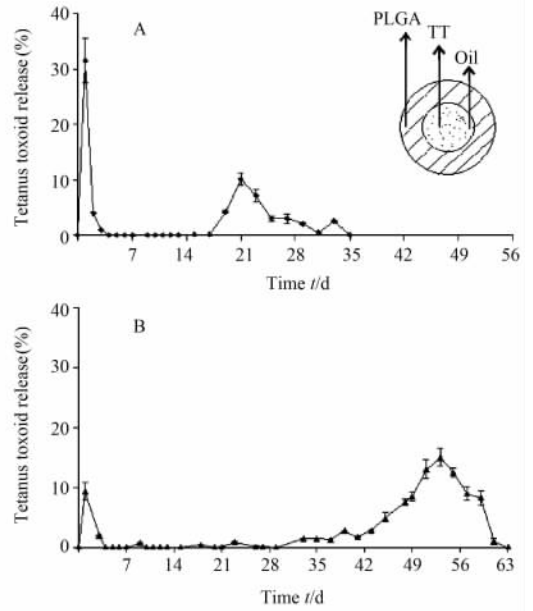 A
PLGA
TT
Oil
Tetanus toxoid release (%)
40
30
20
10
0
7 14 21 28 35 42 49 56
Time t/d
B
Tetanus toxoid release (%)
40
30
20
10
0
7 14 21 28 35 42 49 56 63
Time t/d